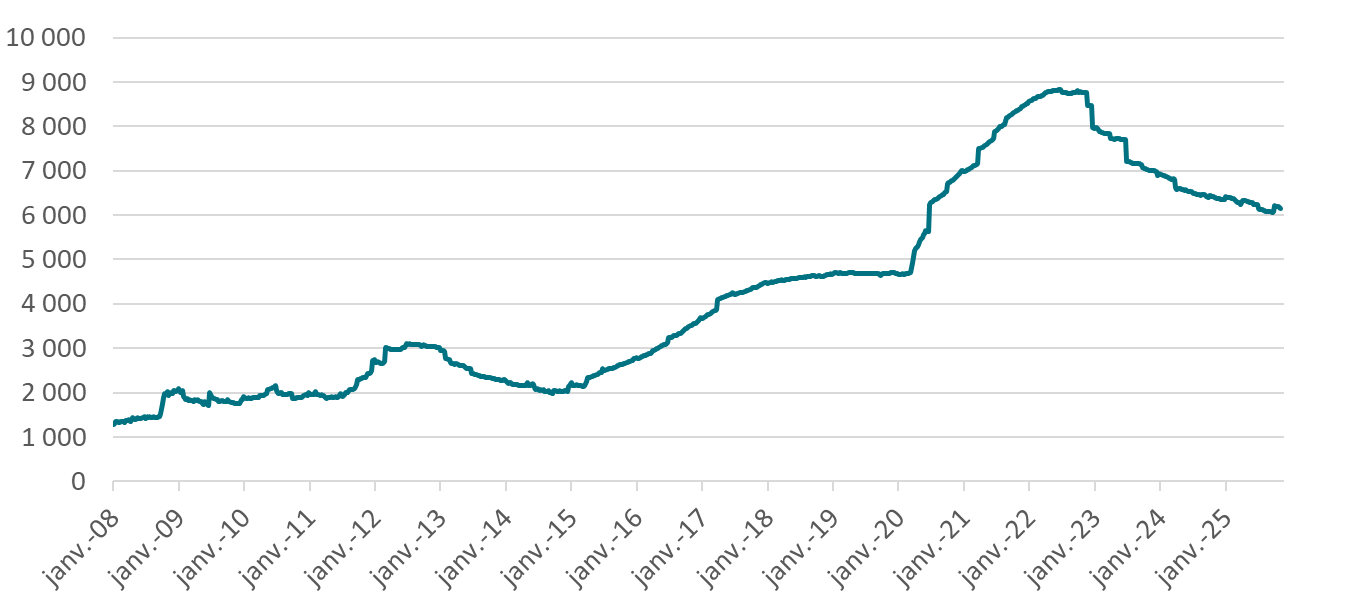 10 000
9 000
8 000
7 000
6 000
5 000
4 000
3 000
2 000
1 000
0
janv.-08
janv.-09
janv.-10
janv.-11
janv.-12
janv.-13
janv.-14
janv.-15
janv.-16
janv.-17
janv.-18
janv.-19
janv.-20
janv.-21
janv.-22
janv.-23
janv.-24
janv.-25